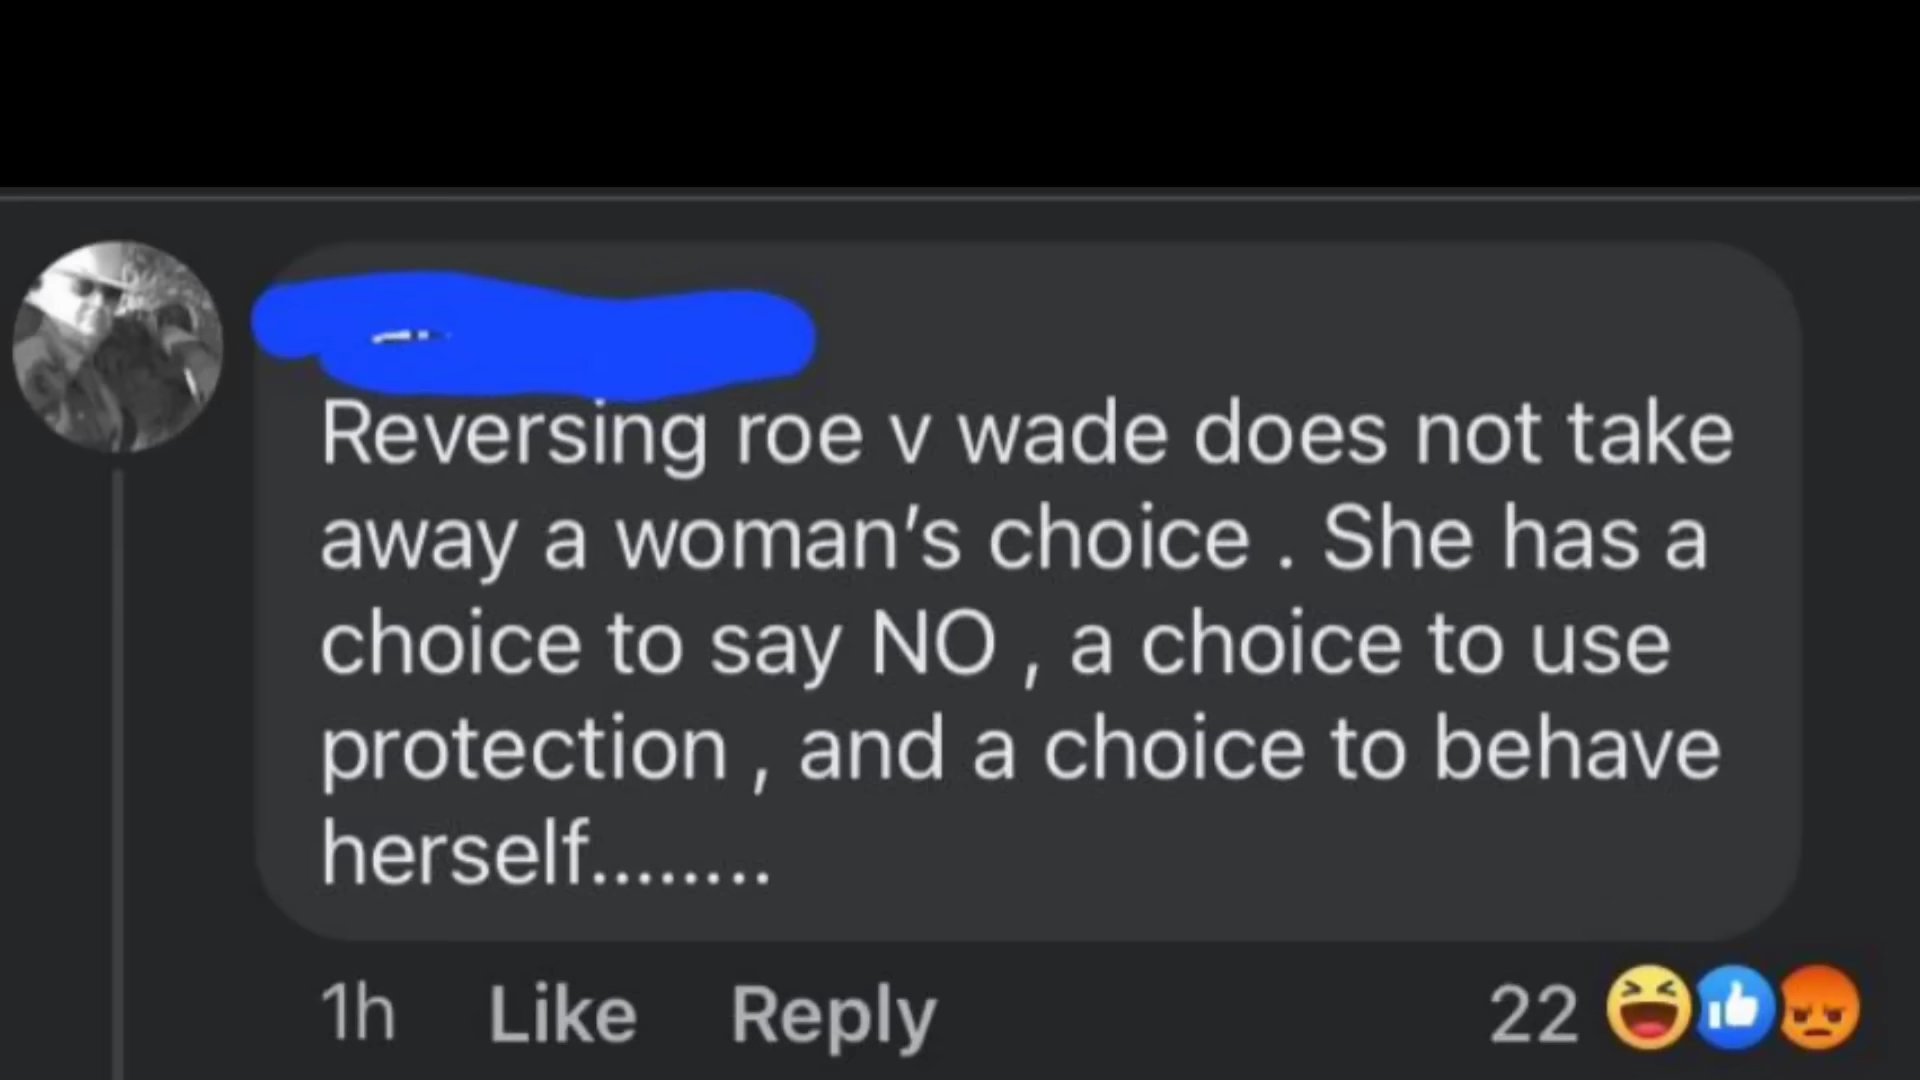 Reversing roe v wade does not take
away a woman’s choice . She has a
choice to say NO , a choice to use
protection , and a choice to behave
herself........
1h Like Reply 22